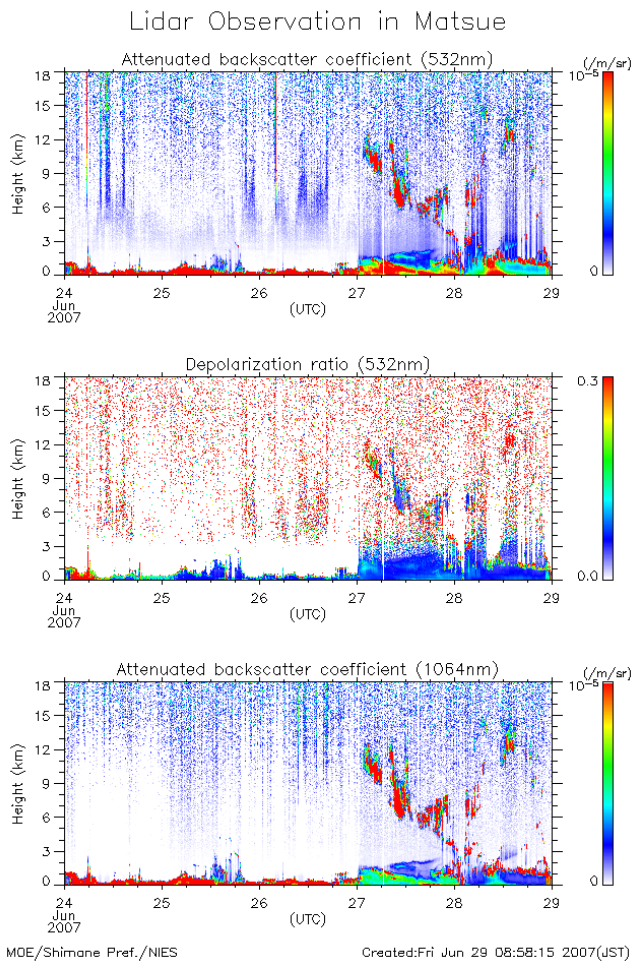 Lidar Observation in Matsue
Attenuated backscatter coefficient (532nm)
(/m/sr)
18
15
12
9
6
3
0
Height (km)
10-5
0
24 25 26 27 28 29
Jun
2007
(UTC)
Depolarization ratio (532nm)
18
15
12
9
6
3
0
Height (km)
0.3
0.0
24 25 26 27 28 29
Jun
2007
(UTC)
Attenuated backscatter coefficient (1064nm)
(/m/sr)
18
15
12
9
6
3
0
Height (km)
10-5
0
24 25 26 27 28 29
Jun
2007
(UTC)
MOE/Shimane Pref./NIES Created:Fri Jun 29 08:58:15 2007(JST)